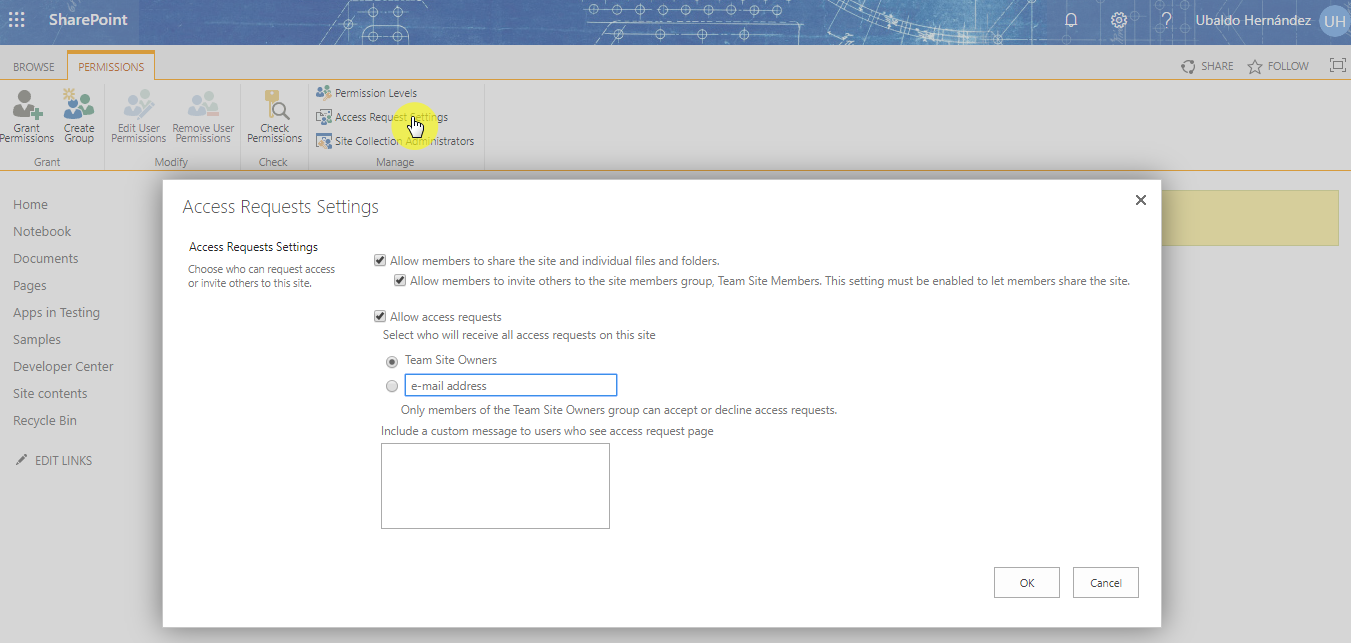 SharePoint
?
Ubaldo Hernández
UH
BROWSE
PERMISSIONS
SHARE
FOLLOW
Grant
Permissions
Create
Group
Edit User
Permissions
Remove User
Permissions
Check
Permissions
Permission Levels
Access Request Settings
Site Collection Administrators
Grant
Modify
Check
Manage
Home
Notebook
Documents
Pages
Apps in Testing
Samples
Developer Center
Site contents
Recycle Bin
EDIT LINKS
Access Requests Settings
Access Requests Settings
Choose who can request access
or invite others to this site.
Allow members to share the site and individual files and folders.
Allow members to invite others to the site members group, Team Site Members. This setting must be enabled to let members share the site.
Allow access requests
Select who will receive all access requests on this site
Team Site Owners
e-mail address
Only members of the Team Site Owners group can accept or decline access requests.
Include a custom message to users who see access request page
OK
Cancel